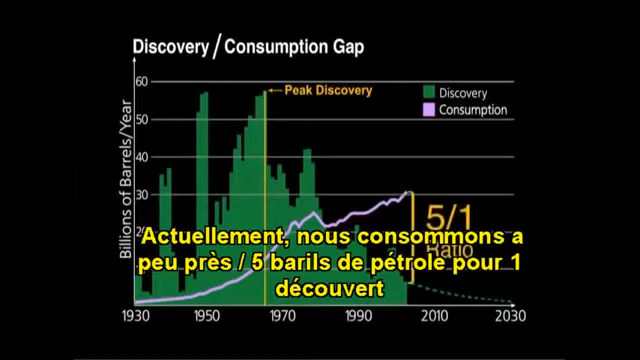 Discovery / Consumption Gap
60
Peak Discovery
Discovery
Consumption
50
40
30
20
Billions of Barrels/Year
5/1
Ratio
Actuellement, nous consommons a
peu près / 5 barils de pétrole pour 1
découvert
1930 1950 1970 1990 2010 2030